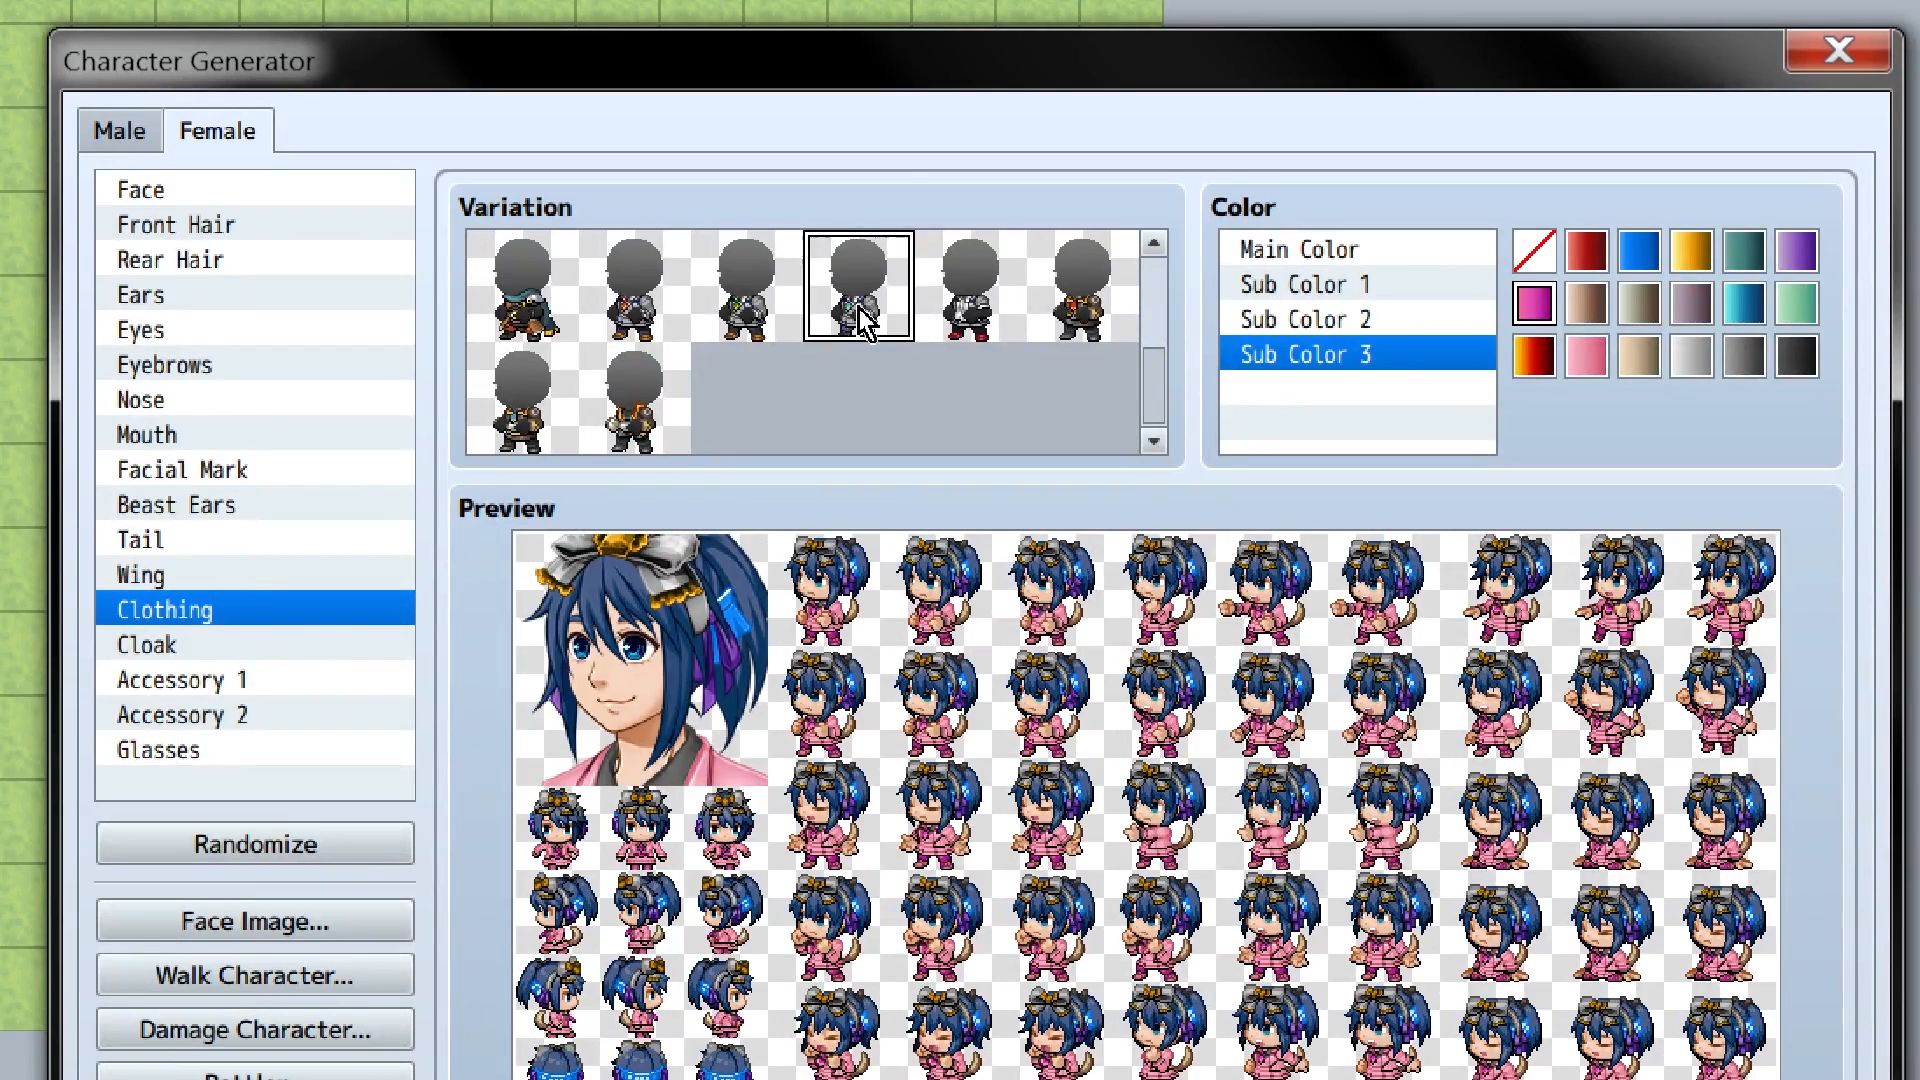 Character Generator
Male
Female
Face
Front Hair
Rear Hair
Ears
Eyes
Eyebrows
Nose
Mouth
Facial Mark
Beast Ears
Tail
Wing
Clothing
Cloak
Accessory 1
Accessory 2
Glasses
Randomize
Face Image...
Walk Character...
Damage Character...
Variation
Color
Main Color
Sub Color 1
Sub Color 2
Sub Color 3
Preview